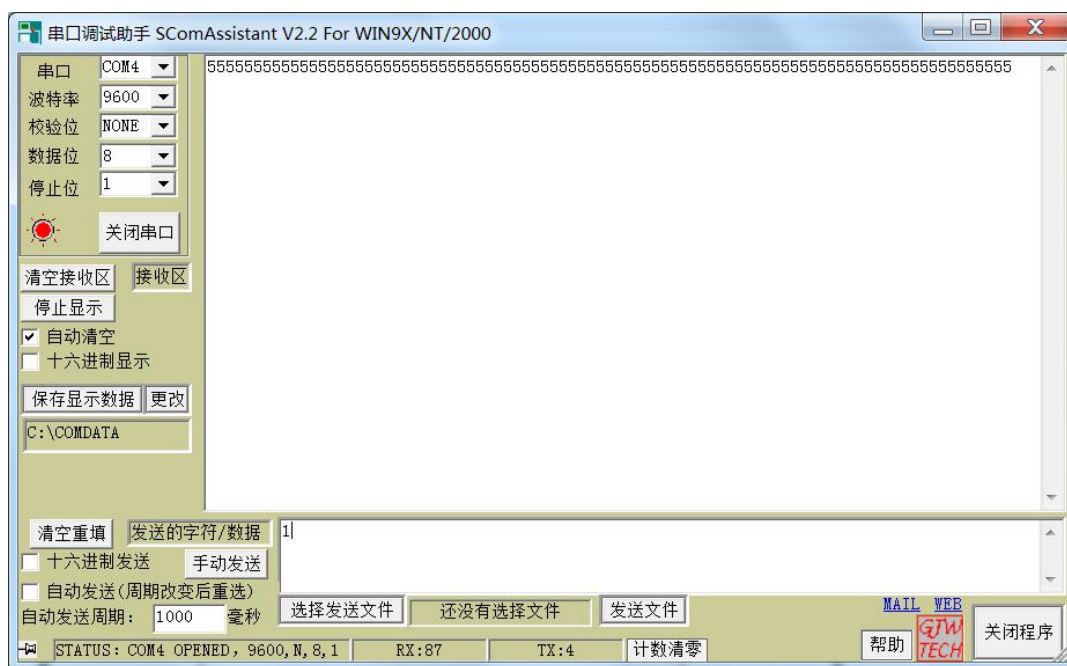 串口调试助手 SComAssistant V2.2 For WIN9X/NT/2000
串口 COM4
波特率 9600
校验位 NONE
数据位 8
停止位 1
关闭串口
清空接收区 接收区
停止显示
自动清空
十六进制显示
保存显示数据 更改
C:\COMDATA
555555555555555555555555555555555555555555555555555555555555555555555555555555555555555
清空重填 发送的字符/数据 1
十六进制发送 手动发送
自动发送(周期改变后重选)
自动发送周期: 1000 毫秒 选择发送文件 还没有选择文件 发送文件
MAIL WEB
STATUS: COM4 OPENED, 9600,N,8,1 RX:87 TX:4 计数清零 帮助 GJW TECH 关闭程序